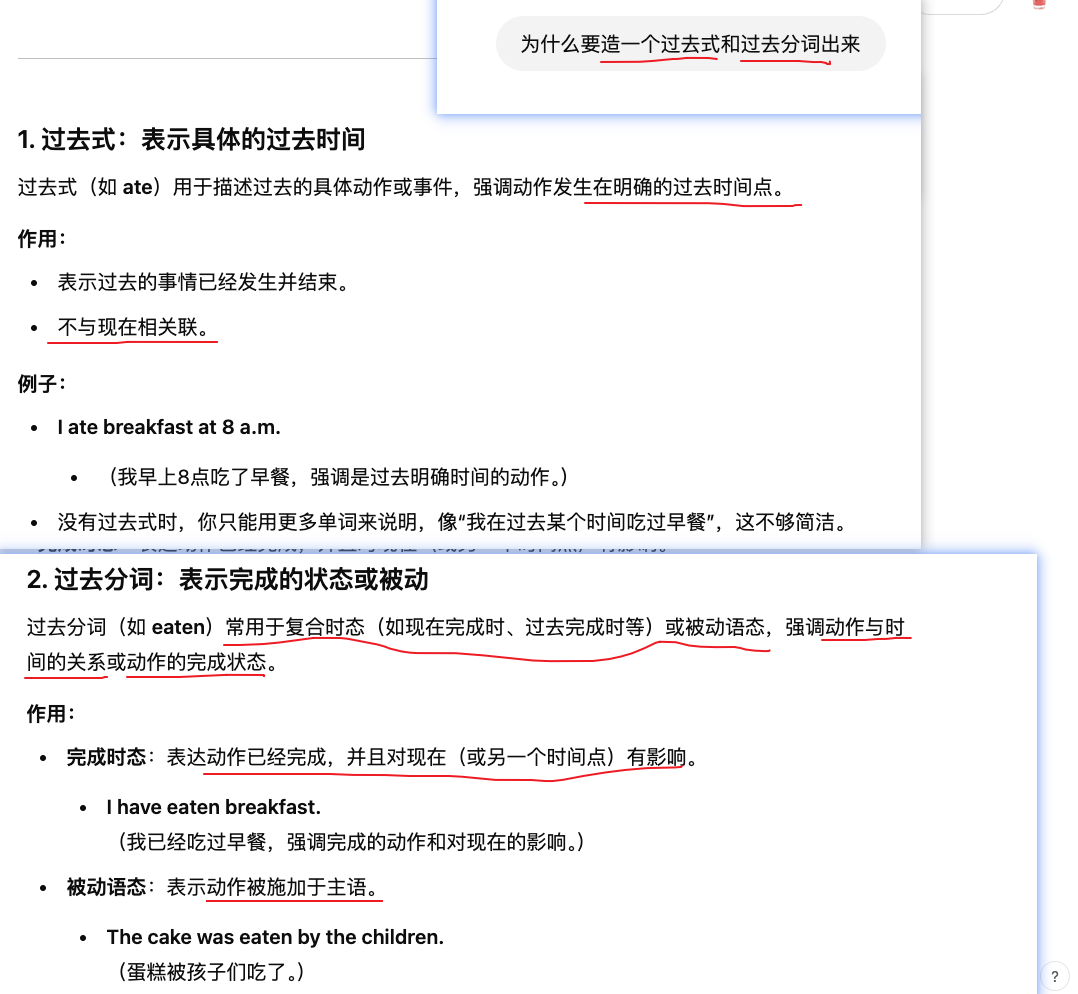 为什么要造一个过去式和过去分词出来
1. 过去式：表示具体的过去时间
过去式（如 ate）用于描述过去的具体动作或事件，强调动作发生在明确的过去时间点。
作用：
• 表示过去的事情已经发生并结束。
• 不与现在相关联。
例子：
• I ate breakfast at 8 a.m.
• （我早上8点吃了早餐，强调是过去明确时间的动作。）
• 没有过去式时，你只能用更多单词来说明，像“我在过去某个时间吃过早餐”，这不够简洁。
2. 过去分词：表示完成的状态或被动
过去分词（如 eaten）常用于复合时态（如现在完成时、过去完成时等）或被动语态，强调动作与时
间的关系或动作的完成状态。
作用：
• 完成时态：表达动作已经完成，并且对现在（或另一个时间点）有影响。
• I have eaten breakfast.
（我已经吃过早餐，强调完成的动作和对现在的影响。）
• 被动语态：表示动作被施加于主语。
• The cake was eaten by the children.
（蛋糕被孩子们吃了。）
?